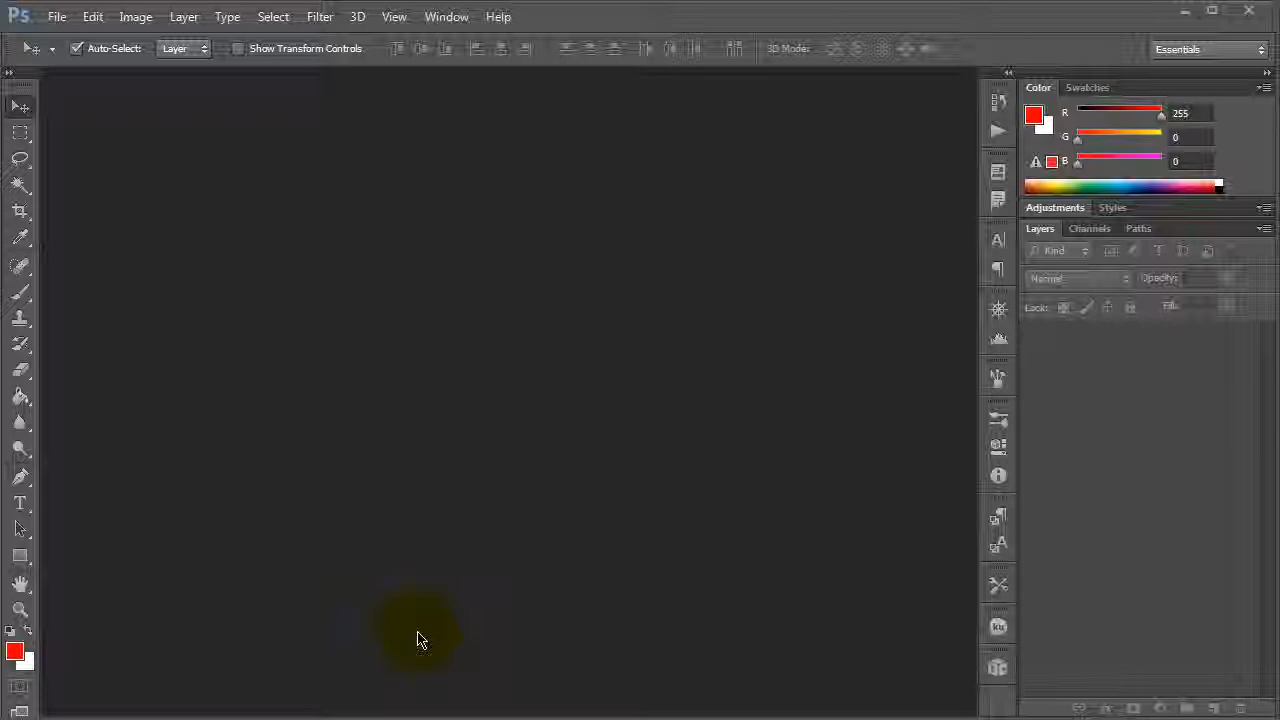 Ps File Edit Image Layer Type Select Filter 3D View Window Help
Auto-Select: Layer Show Transform Controls 3D Mode: Essentials
Color Swatches
R 255
G 0
B 0
Adjustments Styles
Layers Channels Paths
Kind
Normal Opacity:
Lock: Fill: